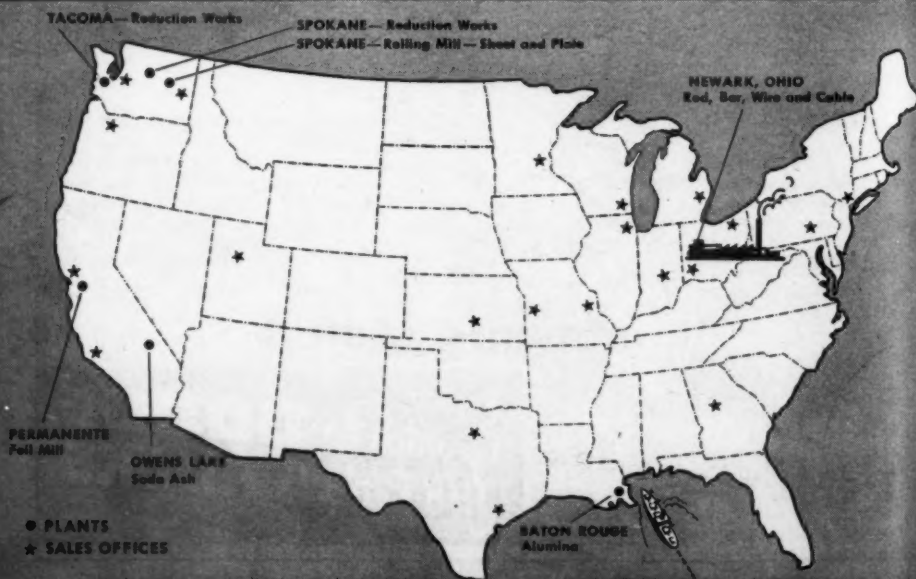 TACOMA—Reduction Works
SPOKANE—Reduction Works
SPOKANE—Rolling Mill—Sheet and Plate
NEWARK, OHIO
Rod, Bar, Wire and Cable
PERMANENTE
Foil Mill
OWENS LAKE
Soda Ash
BATON ROUGE
Alumina
● PLANTS
★ SALES OFFICES